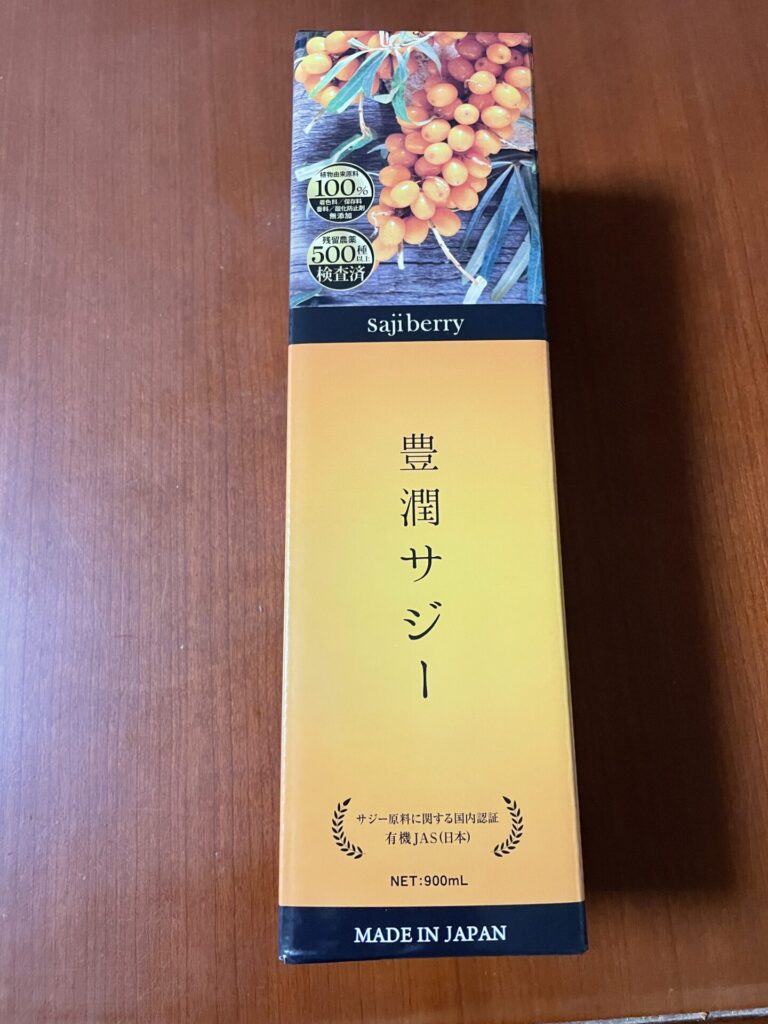 植物由来原料
100%
着色料／保存料
香料／酸化防止剤
無添加
残留農薬
500種以上
検査済
sajiberry
豊潤サジー
サジー原料に関する国内認証
有機JAS(日本)
NET:900mL
MADE IN JAPAN